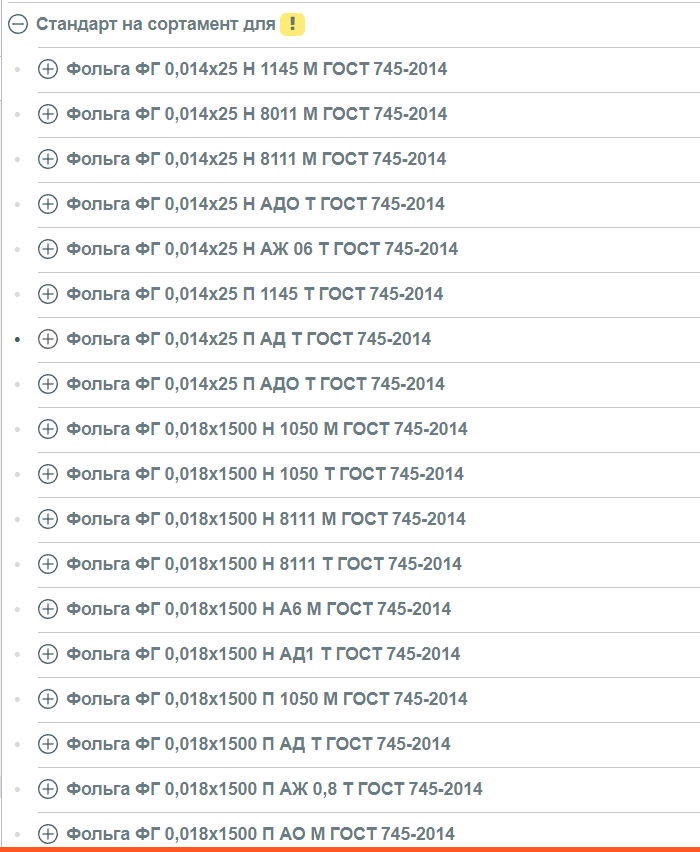 Стандарт на сортамент для !
Фольга ФГ 0,014х25 Н 1145 М ГОСТ 745-2014
Фольга ФГ 0,014х25 Н 8011 М ГОСТ 745-2014
Фольга ФГ 0,014х25 Н 8111 М ГОСТ 745-2014
Фольга ФГ 0,014х25 Н АДО Т ГОСТ 745-2014
Фольга ФГ 0,014х25 Н АЖ 06 Т ГОСТ 745-2014
Фольга ФГ 0,014х25 П 1145 Т ГОСТ 745-2014
Фольга ФГ 0,014х25 П АД Т ГОСТ 745-2014
Фольга ФГ 0,014х25 П АДО Т ГОСТ 745-2014
Фольга ФГ 0,018х1500 Н 1050 М ГОСТ 745-2014
Фольга ФГ 0,018х1500 Н 1050 Т ГОСТ 745-2014
Фольга ФГ 0,018х1500 Н 8111 М ГОСТ 745-2014
Фольга ФГ 0,018х1500 Н 8111 Т ГОСТ 745-2014
Фольга ФГ 0,018х1500 Н А6 М ГОСТ 745-2014
Фольга ФГ 0,018х1500 Н АД1 Т ГОСТ 745-2014
Фольга ФГ 0,018х1500 П 1050 М ГОСТ 745-2014
Фольга ФГ 0,018х1500 П АД Т ГОСТ 745-2014
Фольга ФГ 0,018х1500 П АЖ 0,8 Т ГОСТ 745-2014
Фольга ФГ 0,018х1500 П АО М ГОСТ 745-2014